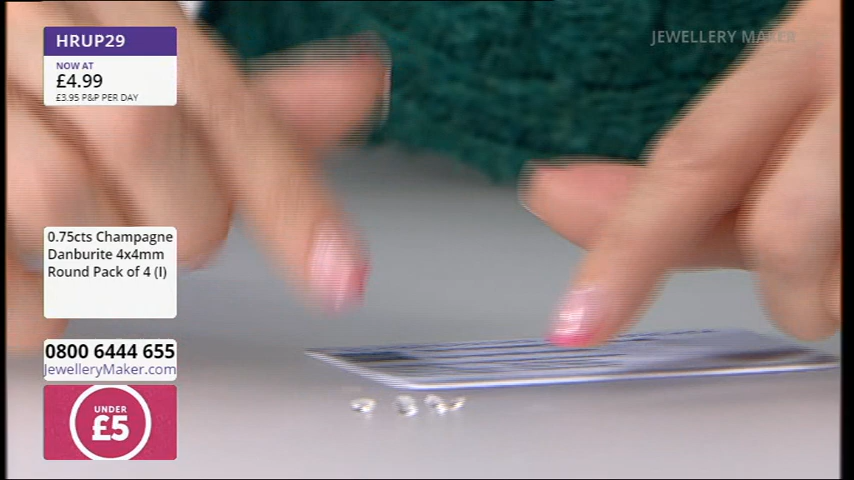 HRUP29
NOW AT
£4.99
£3.95 P&P PER DAY
JEWELLERY MAKER
0.75cts Champagne
Danburite 4x4mm
Round Pack of 4 (I)
0800 6444 655
JewelleryMaker.com
UNDER
£5